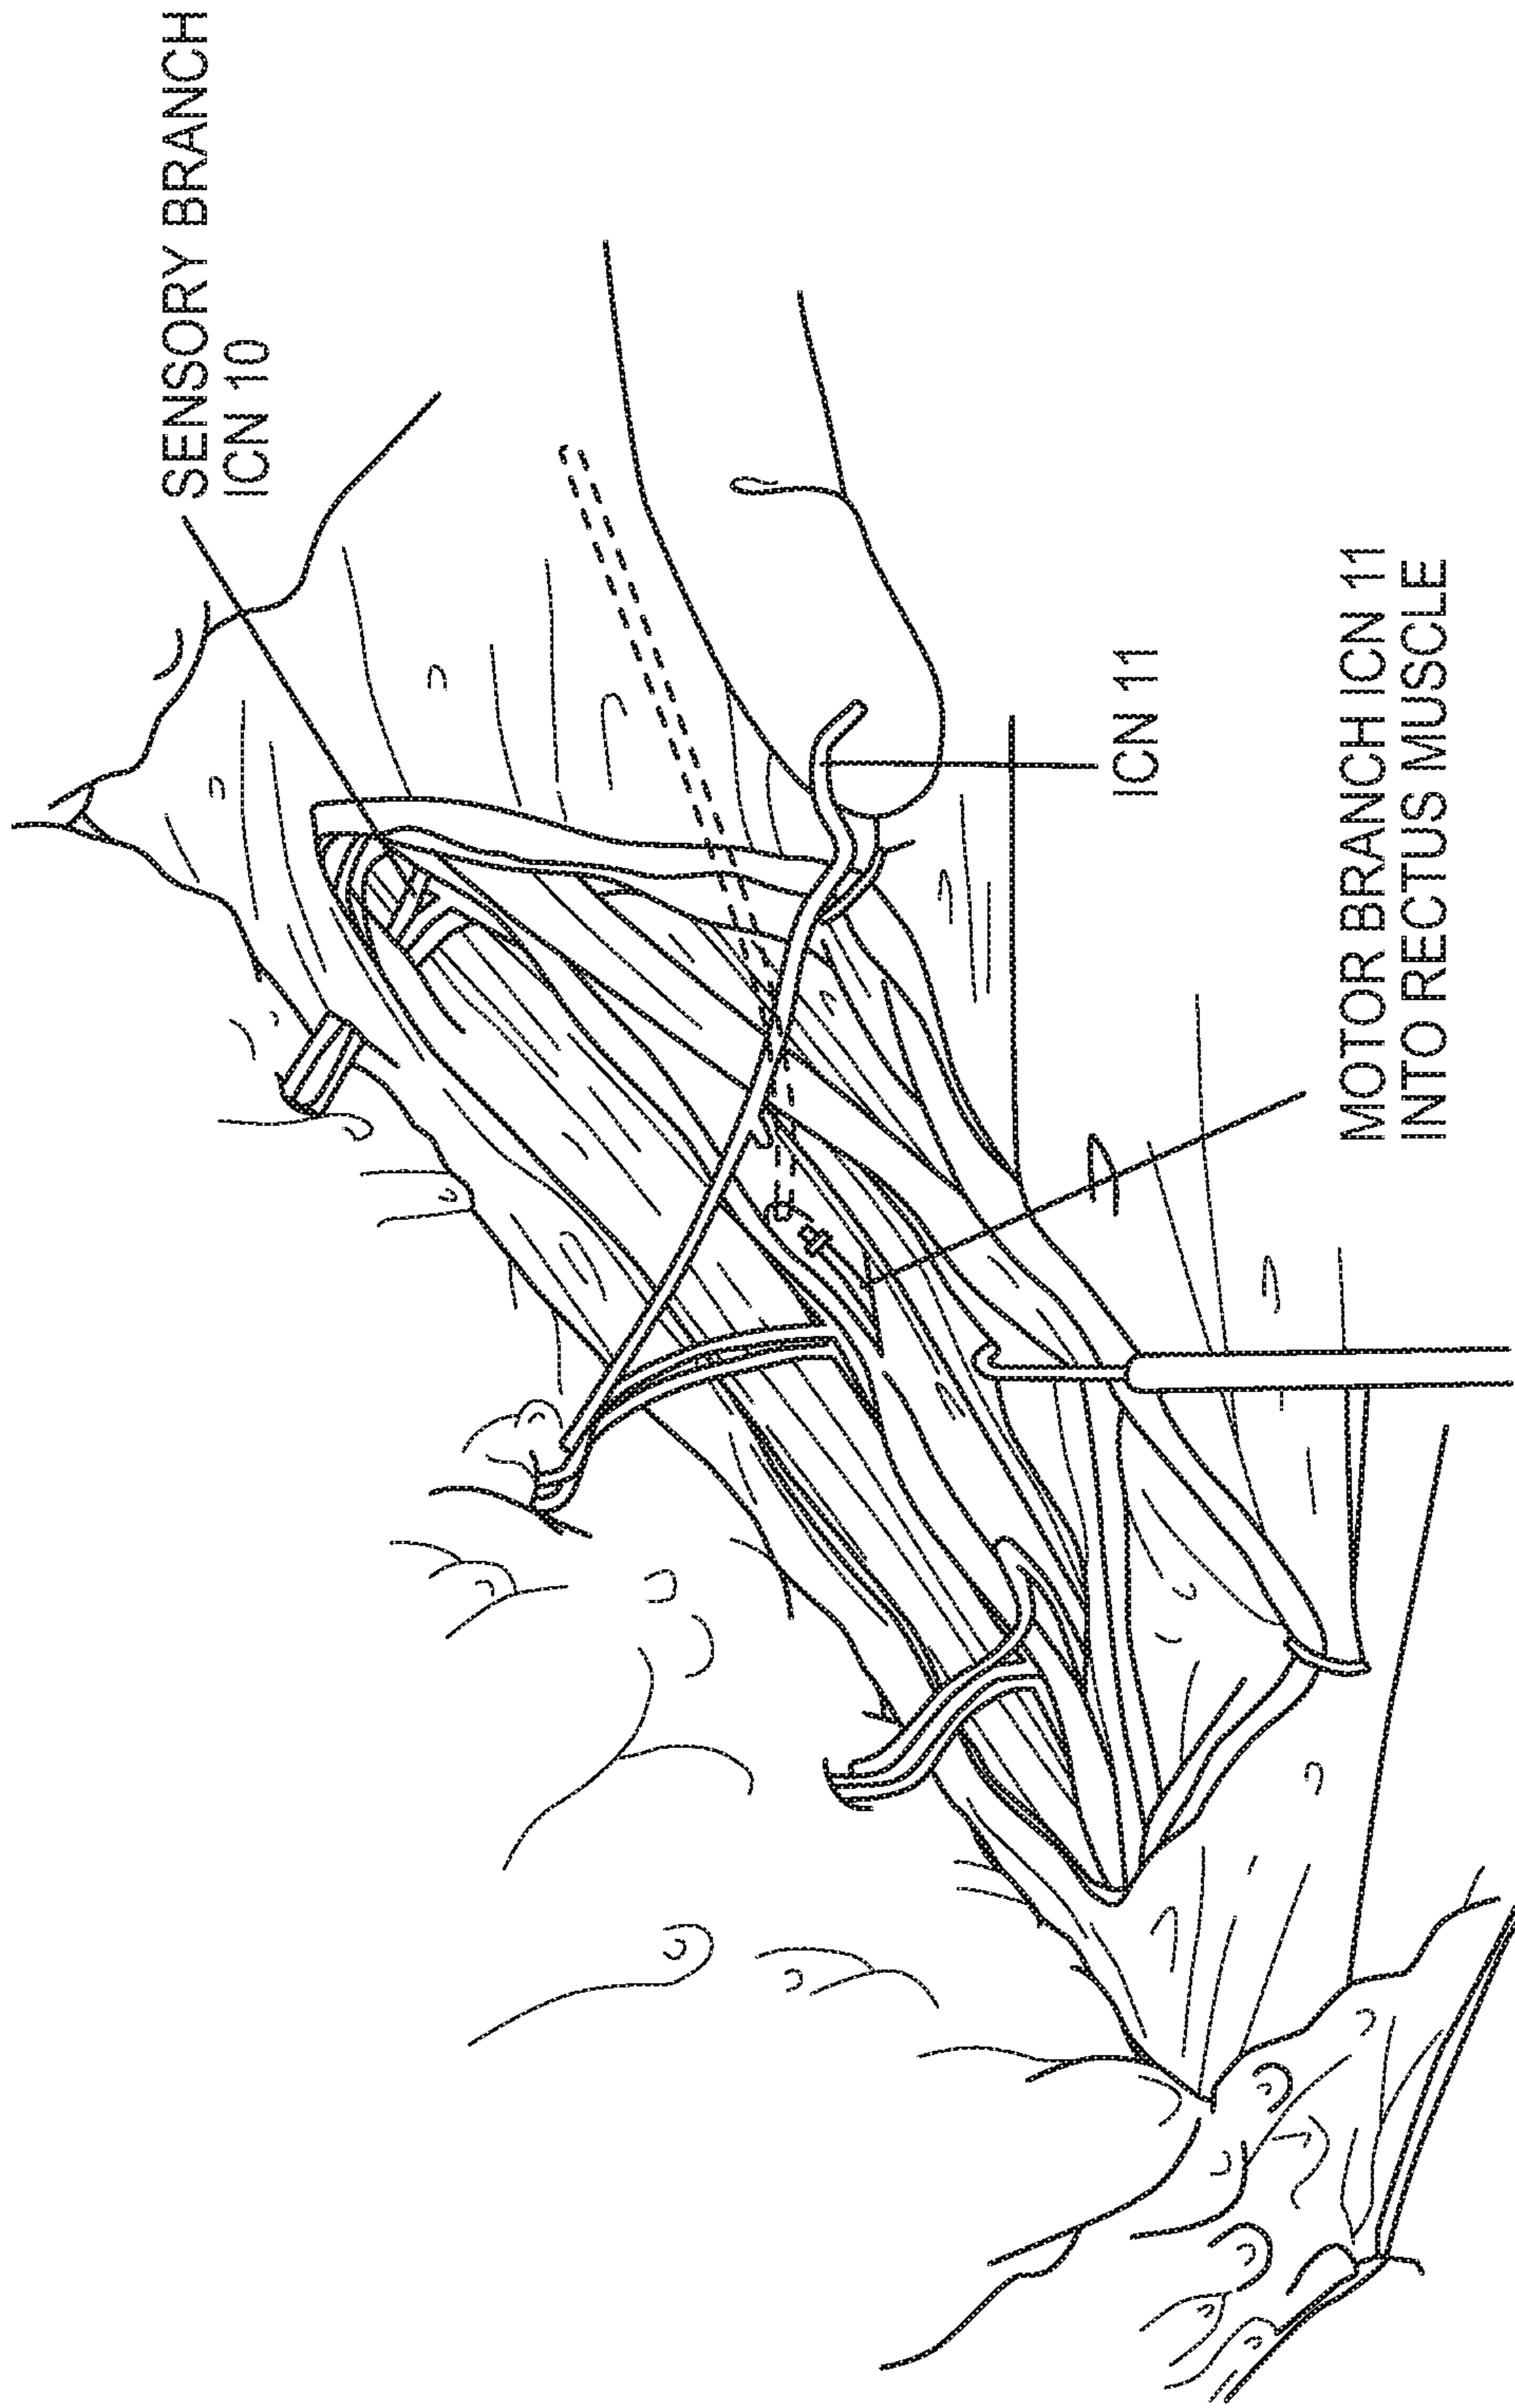 SENSORY BRANCH
ICN 10
ICN 11
MOTOR BRANCH ICN 11
INTO RECTUS MUSCLE